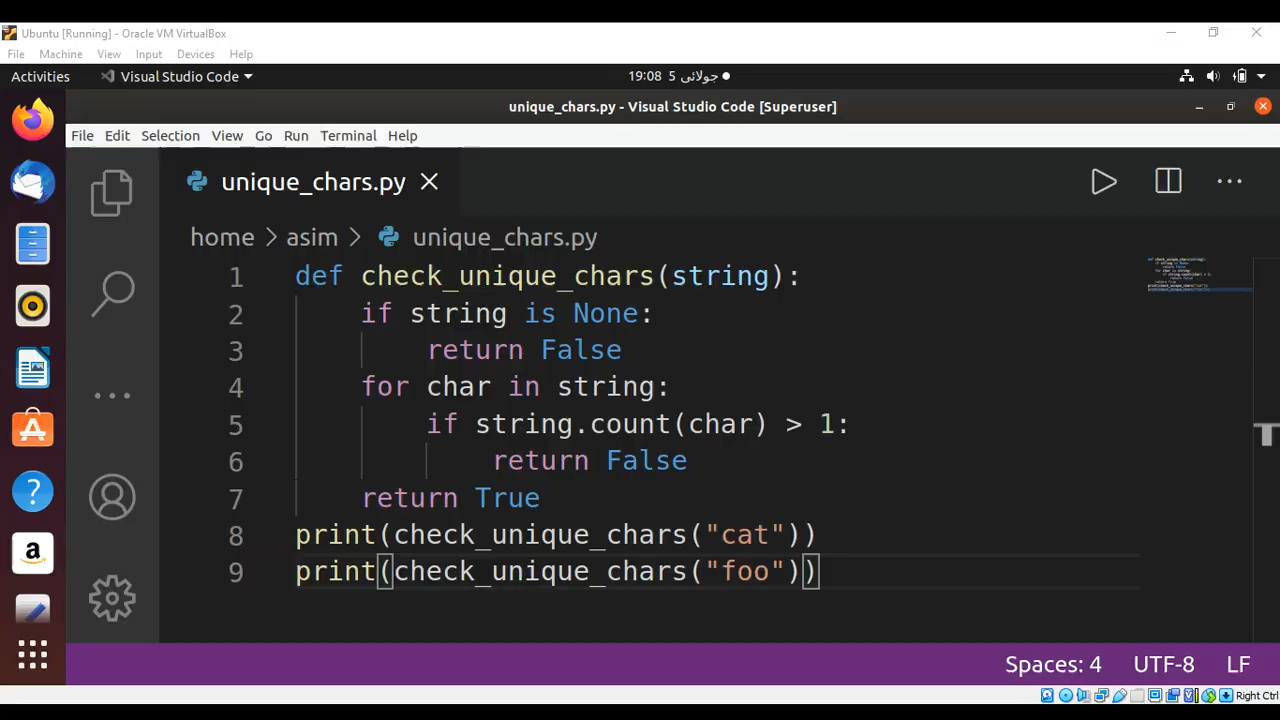 Ubuntu [Running] - Oracle VM VirtualBox
File Machine View Input Devices Help
Activities Visual Studio Code 19:08 5 جولائی
unique_chars.py - Visual Studio Code [Superuser]
File Edit Selection View Go Run Terminal Help
unique_chars.py
home > asim > unique_chars.py
1 def check_unique_chars(string):
2     if string is None:
3         return False
4     for char in string:
5         if string.count(char) > 1:
6             return False
7     return True
8 print(check_unique_chars("cat"))
9 print(check_unique_chars("foo"))
Spaces: 4 UTF-8 LF
Right Ctrl